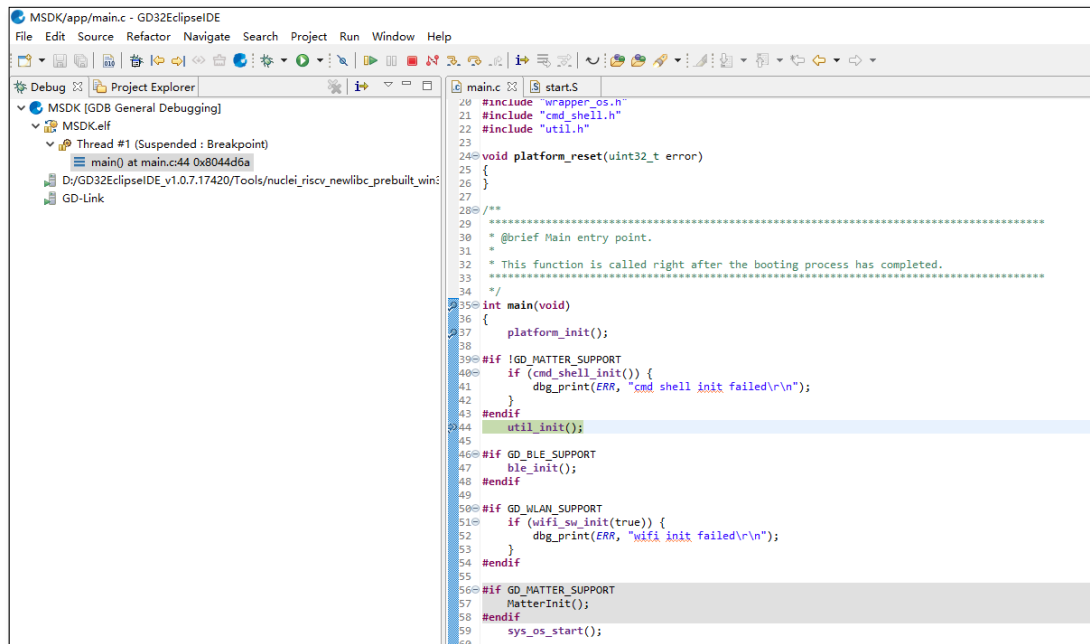 MSDK/app/main.c - GD32EclipseIDE
File Edit Source Refactor Navigate Search Project Run Window Help
Debug Project Explorer
MSDK [GDB General Debugging]
MSDK.elf
Thread #1 (Suspended : Breakpoint)
main() at main.c:44 0x8044d6a
D:/GD32EclipseIDE_v1.0.7.17420/Tools/nuclei_riscv_newlibc_prebuilt_win3
GD-Link
main.c start.S
20 #include "wrapper_os.h"
21 #include "cmd_shell.h"
22 #include "util.h"
23
24 void platform_reset(uint32_t error)
25 {
26 }
27
28 /**
29 ****************************************************************************************
30 * @brief Main entry point.
31 *
32 * This function is called right after the booting process has completed.
33 ****************************************************************************************
34 */
35 int main(void)
36 {
37 platform_init();
38
39 #if !GD_MATTER_SUPPORT
40 if (cmd_shell_init()) {
41 dbg_print(ERR, "cmd shell init failed\r\n");
42 }
43 #endif
44 util_init();
45
46 #if GD_BLE_SUPPORT
47 ble_init();
48 #endif
49
50 #if GD_WLAN_SUPPORT
51 if (wifi_sw_init(true)) {
52 dbg_print(ERR, "wifi init failed\r\n");
53 }
54 #endif
55
56 #if GD_MATTER_SUPPORT
57 MatterInit();
58 #endif
59 sys_os_start();